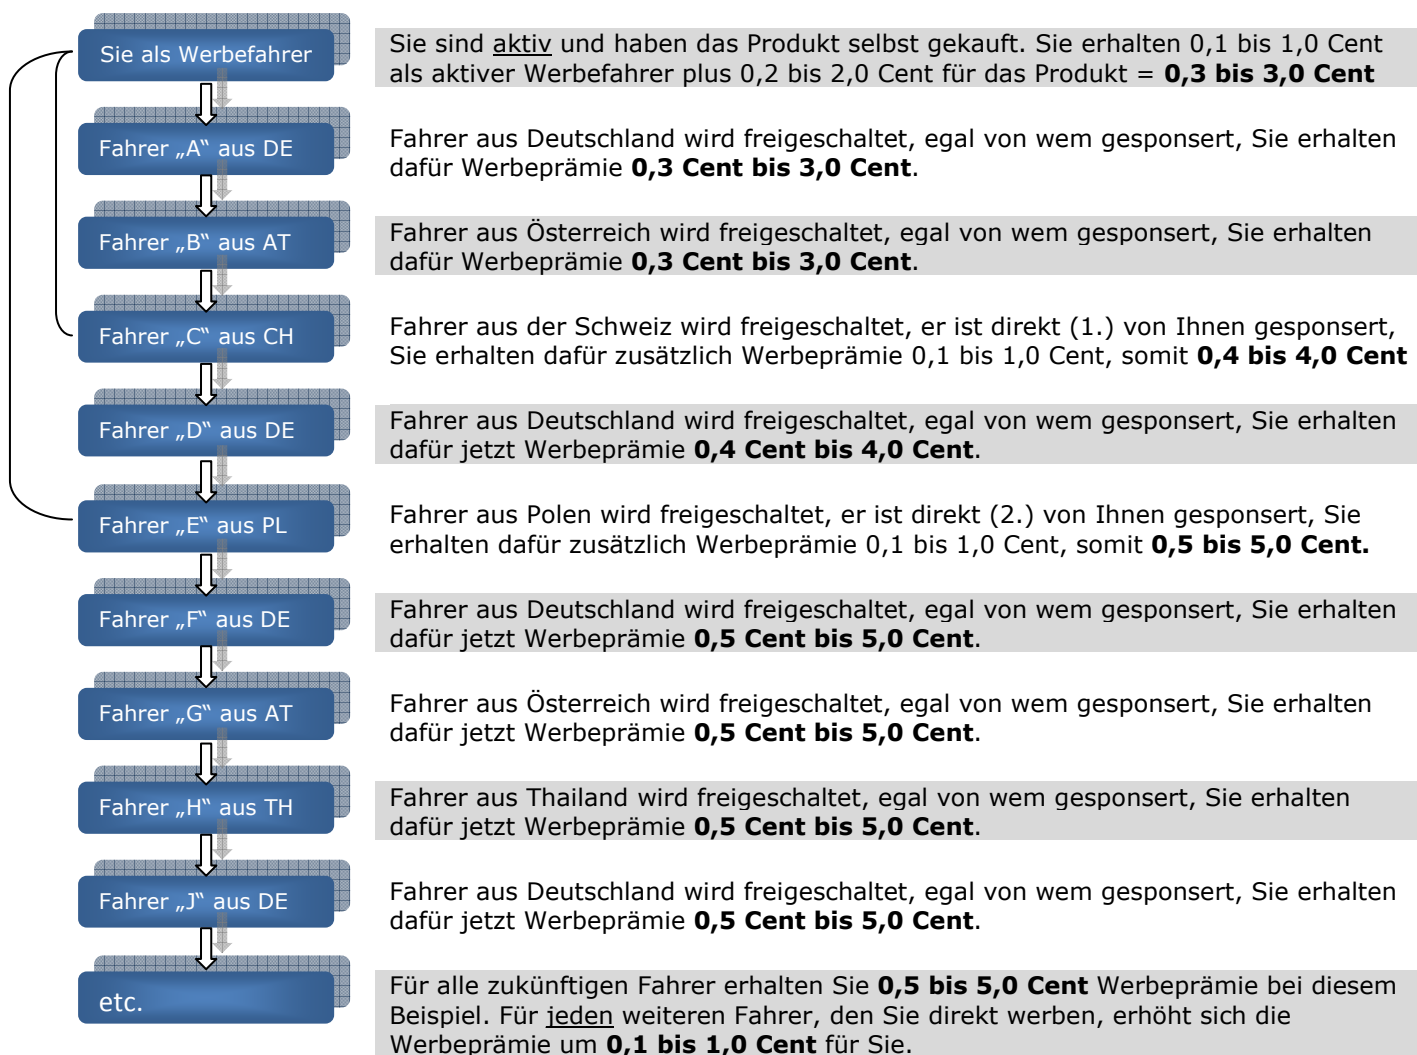 Sie als Werbefahrer
Sie sind aktiv und haben das Produkt selbst gekauft. Sie erhalten 0,1 bis 1,0 Cent
als aktiver Werbefahrer plus 0,2 bis 2,0 Cent für das Produkt = 0,3 bis 3,0 Cent
Fahrer „A“ aus DE
Fahrer aus Deutschland wird freigeschaltet, egal von wem gesponsert, Sie erhalten
dafür Werbeprämie 0,3 Cent bis 3,0 Cent.
Fahrer „B“ aus AT
Fahrer aus Österreich wird freigeschaltet, egal von wem gesponsert, Sie erhalten
dafür Werbeprämie 0,3 Cent bis 3,0 Cent.
Fahrer „C“ aus CH
Fahrer aus der Schweiz wird freigeschaltet, er ist direkt (1.) von Ihnen gesponsert,
Sie erhalten dafür zusätzlich Werbeprämie 0,1 bis 1,0 Cent, somit 0,4 bis 4,0 Cent
Fahrer „D“ aus DE
Fahrer aus Deutschland wird freigeschaltet, egal von wem gesponsert, Sie erhalten
dafür jetzt Werbeprämie 0,4 Cent bis 4,0 Cent.
Fahrer „E“ aus PL
Fahrer aus Polen wird freigeschaltet, er ist direkt (2.) von Ihnen gesponsert, Sie
erhalten dafür zusätzlich Werbeprämie 0,1 bis 1,0 Cent, somit 0,5 bis 5,0 Cent.
Fahrer „F“ aus DE
Fahrer aus Deutschland wird freigeschaltet, egal von wem gesponsert, Sie erhalten
dafür jetzt Werbeprämie 0,5 Cent bis 5,0 Cent.
Fahrer „G“ aus AT
Fahrer aus Österreich wird freigeschaltet, egal von wem gesponsert, Sie erhalten
dafür jetzt Werbeprämie 0,5 Cent bis 5,0 Cent.
Fahrer „H“ aus TH
Fahrer aus Thailand wird freigeschaltet, egal von wem gesponsert, Sie erhalten
dafür jetzt Werbeprämie 0,5 Cent bis 5,0 Cent.
Fahrer „J“ aus DE
Fahrer aus Deutschland wird freigeschaltet, egal von wem gesponsert, Sie erhalten
dafür jetzt Werbeprämie 0,5 Cent bis 5,0 Cent.
etc.
Für alle zukünftigen Fahrer erhalten Sie 0,5 bis 5,0 Cent Werbeprämie bei diesem
Beispiel. Für jeden weiteren Fahrer, den Sie direkt werben, erhöht sich die
Werbeprämie um 0,1 bis 1,0 Cent für Sie.